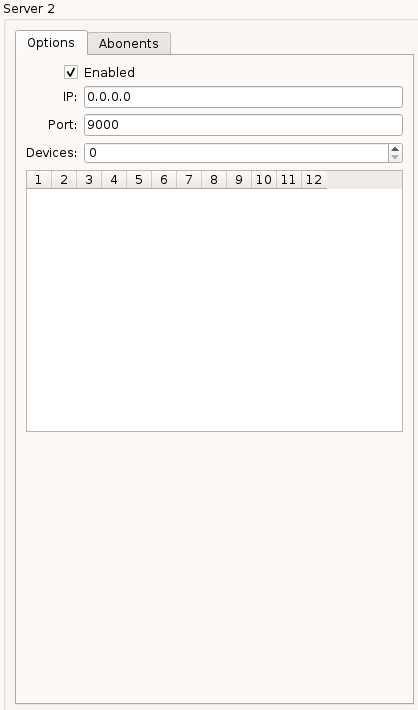 Server 2
Options Abonents
Enabled
IP: 0.0.0.0
Port: 9000
Devices: 0
1 2 3 4 5 6 7 8 9 10 11 12